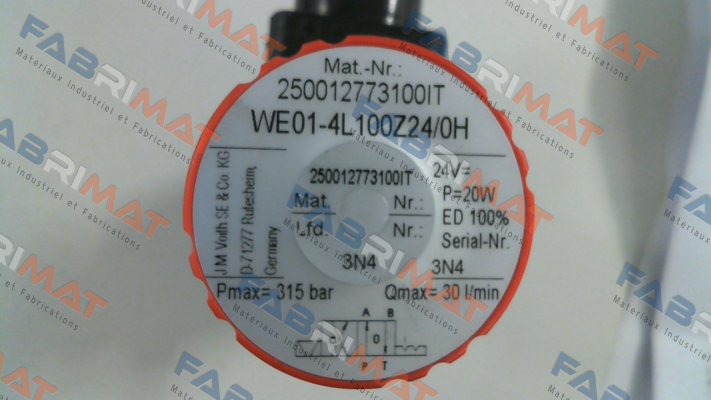 Mat.-Nr.:
250012773100IT
WE01-4L100Z24/0H
J.M. Voith SE & Co. KG
D-71277 Rutesheim,
Germany
250012773100IT
Mat. Nr.:
Lfd. Nr.:
3N4
24V=
P=20W
ED 100%
Serial-Nr.
3N4
Pmax= 315 bar
Qmax= 30 l/min
A B
0
P T
FABRIMAT
Matériaux Industriel et Fabrications